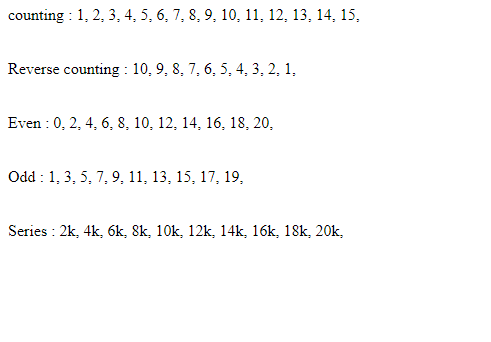 counting : 1, 2, 3, 4, 5, 6, 7, 8, 9, 10, 11, 12, 13, 14, 15,
Reverse counting : 10, 9, 8, 7, 6, 5, 4, 3, 2, 1,
Even : 0, 2, 4, 6, 8, 10, 12, 14, 16, 18, 20,
Odd : 1, 3, 5, 7, 9, 11, 13, 15, 17, 19,
Series : 2k, 4k, 6k, 8k, 10k, 12k, 14k, 16k, 18k, 20k,